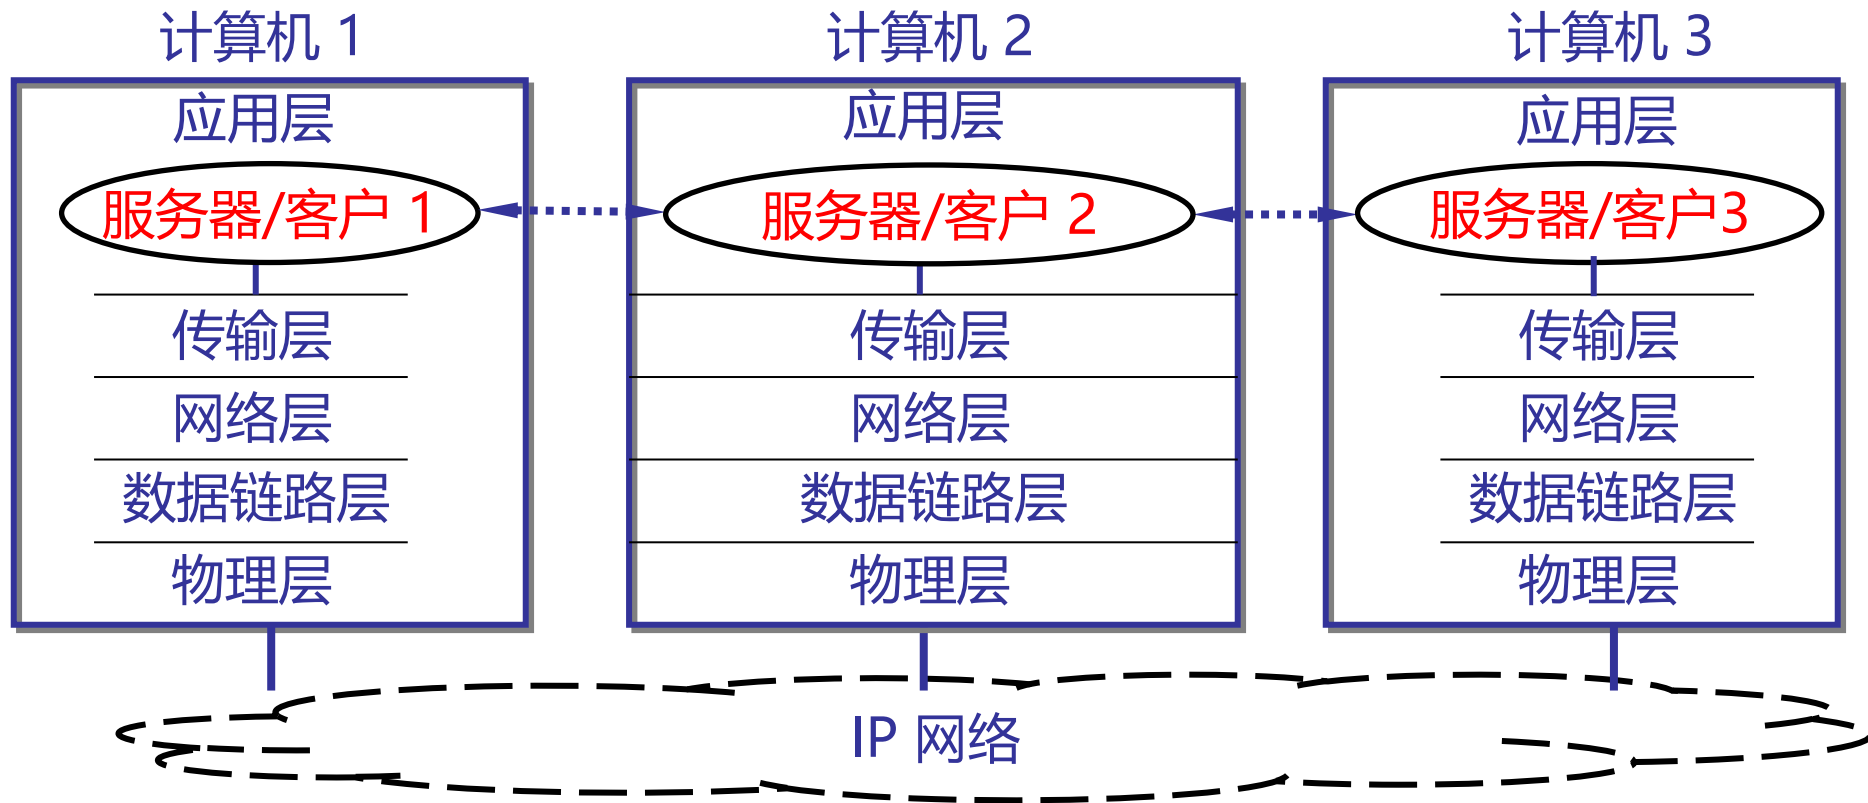 计算机 1
应用层
服务器/客户 1
传输层
网络层
数据链路层
物理层
计算机 2
应用层
服务器/客户 2
传输层
网络层
数据链路层
物理层
计算机 3
应用层
服务器/客户3
传输层
网络层
数据链路层
物理层
IP 网络